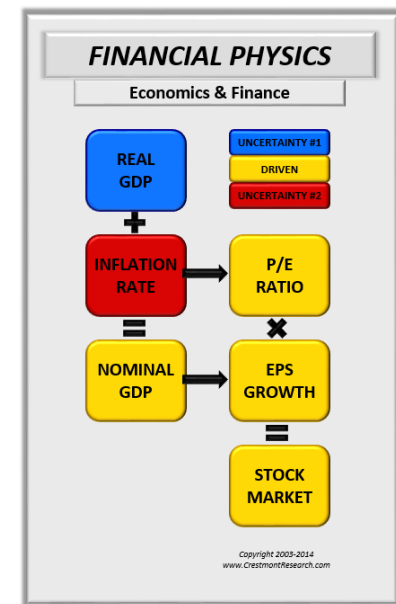 FINANCIAL PHYSICS
Economics & Finance
REAL
GDP
UNCERTAINTY #1
DRIVEN
UNCERTAINTY #2
+
INFLATION
RATE
P/E
RATIO
=
×
NOMINAL
GDP
EPS
GROWTH
=
STOCK
MARKET
Copyright 2003-2014
www.CrestmontResearch.com